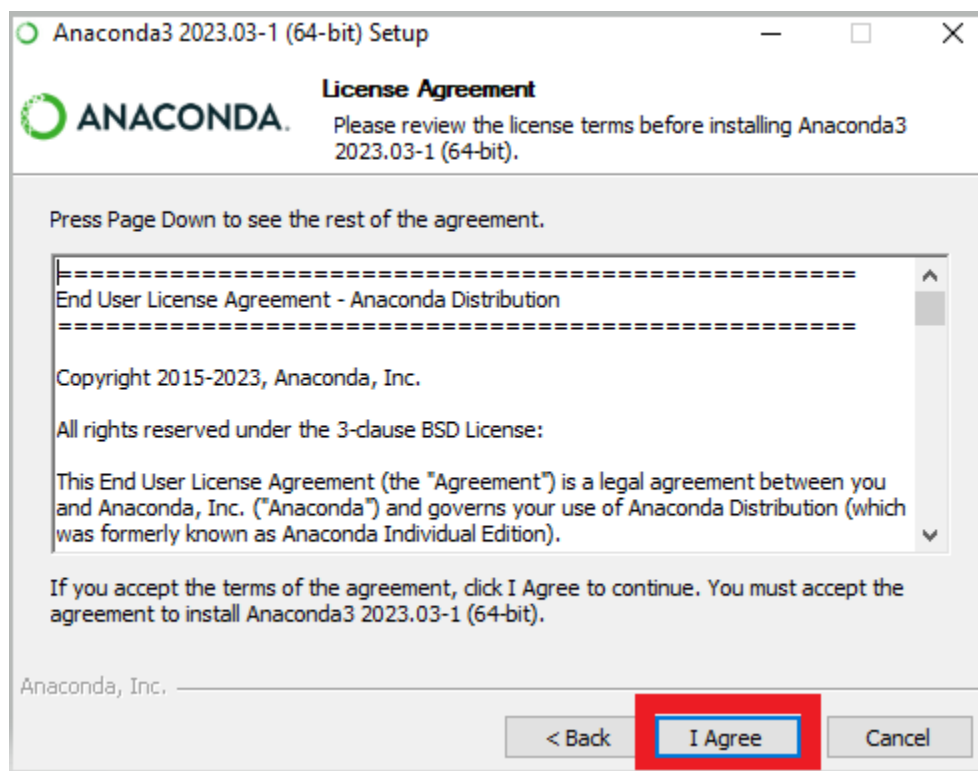 Anaconda3 2023.03-1 (64-bit) Setup
ANACONDA.
License Agreement
Please review the license terms before installing Anaconda3
2023.03-1 (64-bit).
Press Page Down to see the rest of the agreement.
==================================================
End User License Agreement - Anaconda Distribution
==================================================
Copyright 2015-2023, Anaconda, Inc.
All rights reserved under the 3-clause BSD License:
This End User License Agreement (the "Agreement") is a legal agreement between you
and Anaconda, Inc. ("Anaconda") and governs your use of Anaconda Distribution (which
was formerly known as Anaconda Individual Edition).
If you accept the terms of the agreement, click I Agree to continue. You must accept the
agreement to install Anaconda3 2023.03-1 (64-bit).
Anaconda, Inc.
< Back
I Agree
Cancel